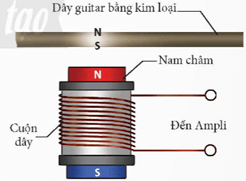 tao
Dây guitar bằng kim loại
N
S
N
Nam châm
Cuộn
dây
Đến Ampli
S